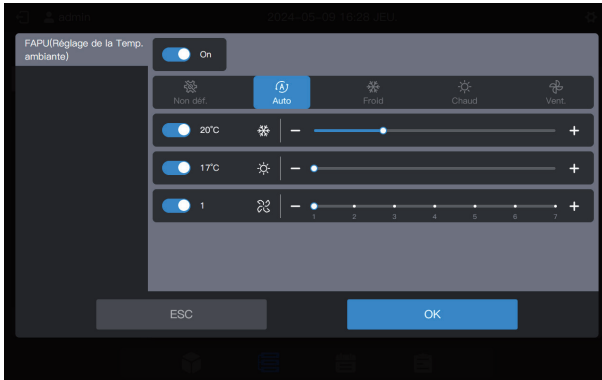 admin
2024-05-09 16:28 JEU.
FAPU(Réglage de la Temp.
ambiante)
On
Non déf.
Auto
Froid
Chaud
Vent.
20°C
17°C
1
1 2 3 4 5 6 7
ESC
OK